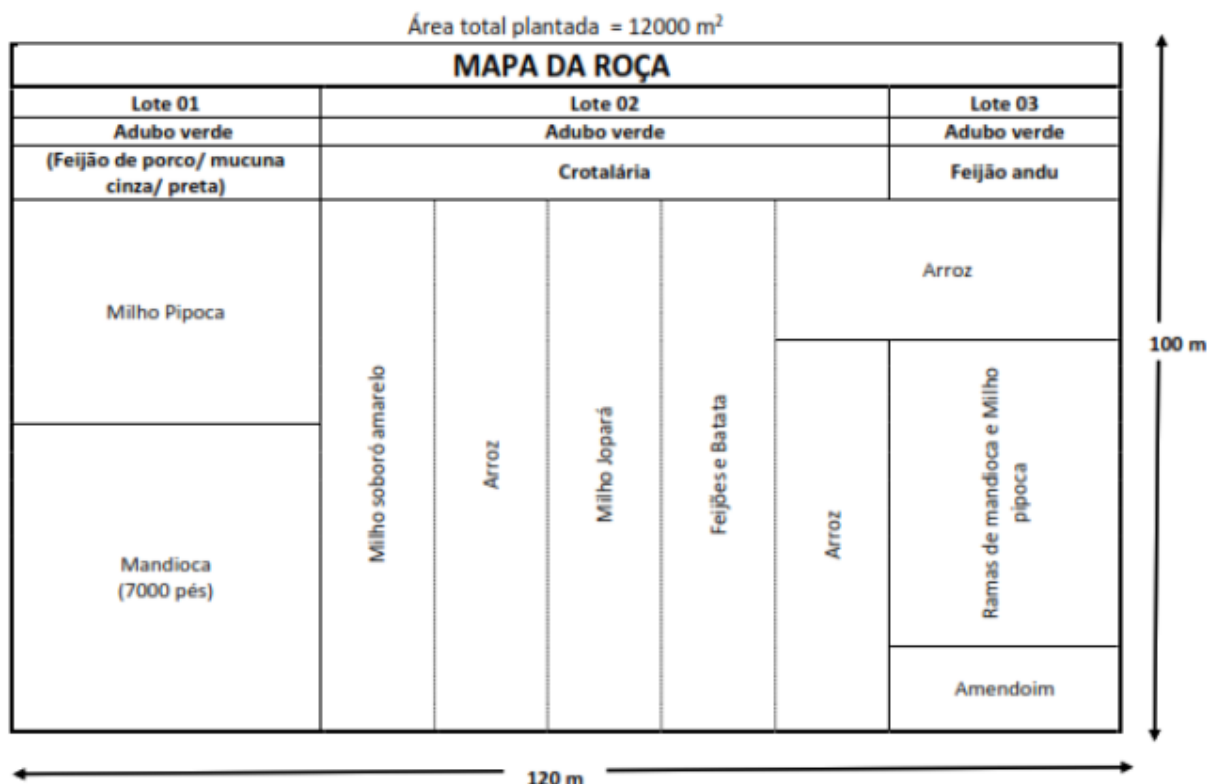 Área total plantada = 12000 m²
MAPA DA ROÇA
Lote 01
Lote 02
Lote 03
Adubo verde
Adubo verde
Adubo verde
(Feijão de porco/ mucuna
cinza/ preta)
Crotalária
Feijão andu
Milho Pipoca
Mandioca
(7000 pés)
Milho soboró amarelo
Arroz
Milho Jopará
Feijões e Batata
Arroz
Arroz
Ramas de mandioca e Milho
pipoca
Amendoim
100 m
120 m